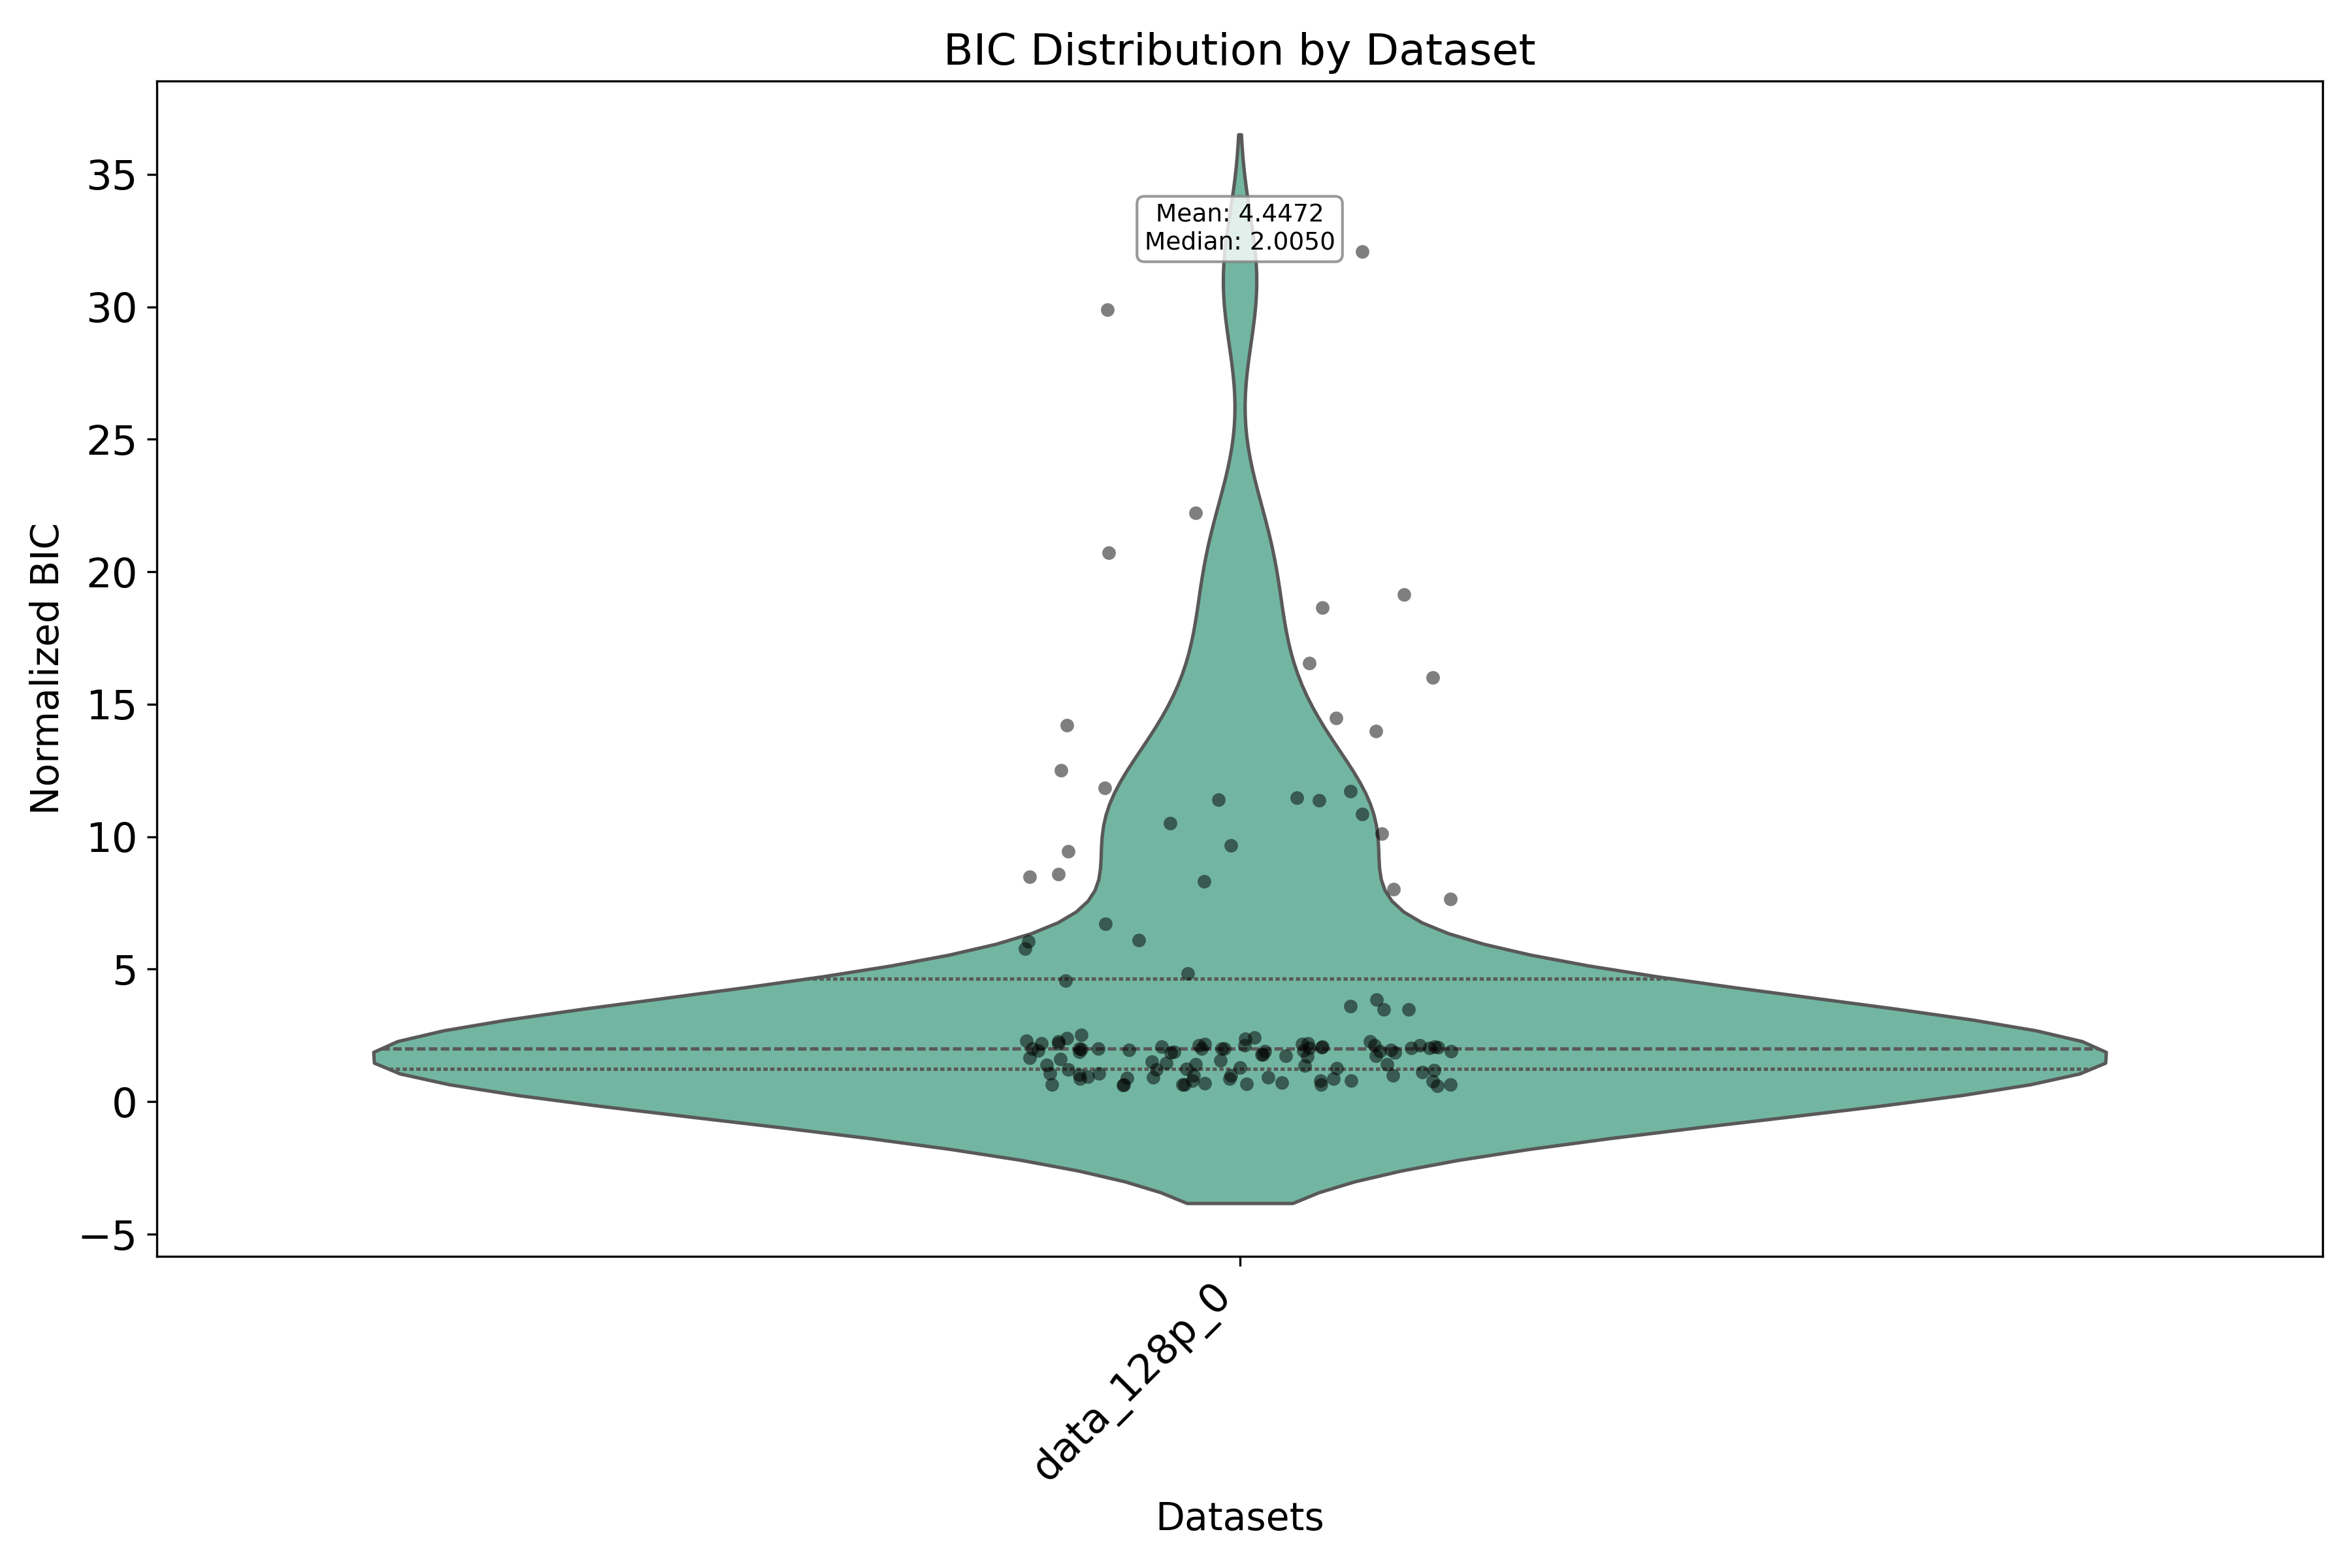 BIC Distribution by Dataset
Mean: 4.4472
Median: 2.0050
Normalized BIC
35
30
25
20
15
10
5
0
−5
data_128p_0
Datasets